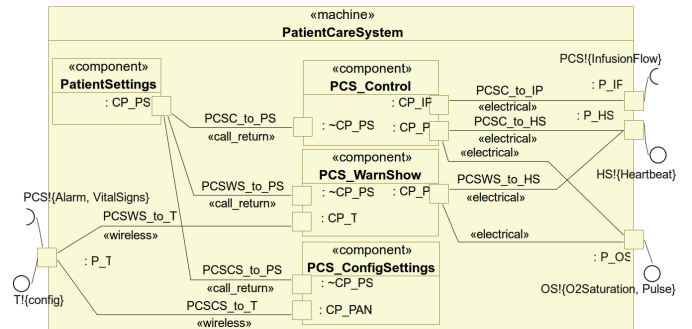 «machine»
PatientCareSystem
PCS!{InfusionFlow}
«component»
PatientSettings
: CP_PS
«component»
PCS_Control
: CP_IF
: ~CP_PS
: CP_P
PCSC_to_PS
«call_return»
PCSC_to_IP
«electrical»
: P_IF
PCSC_to_HS
«electrical»
: P_HS
«electrical»
HS!{Heartbeat}
«component»
PCS_WarnShow
: ~CP_PS
: CP_P
: CP_T
PCSWS_to_PS
«call_return»
PCSWS_to_HS
«electrical»
PCS!{Alarm, VitalSigns}
PCSWS_to_T
«wireless»
«electrical»
: P_T
: P_OS
«component»
PCS_ConfigSettings
: ~CP_PS
: CP_PAN
PCSCS_to_PS
«call_return»
T!{config}
PCSCS_to_T
«wireless»
OS!{O2Saturation, Pulse}